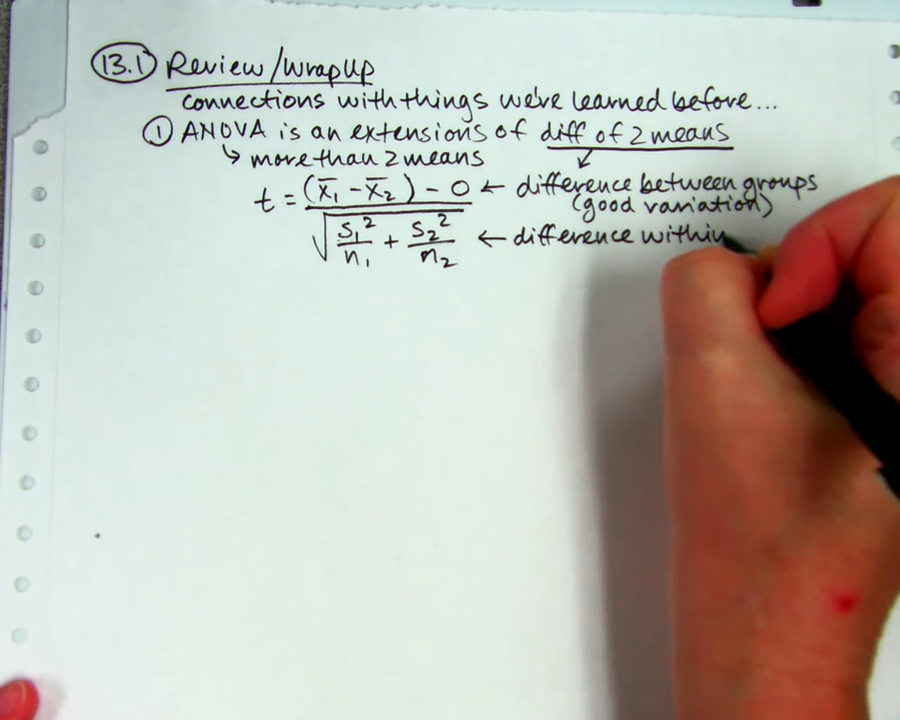 13.1 Review/Wrapup
connections with things we've learned before...
① ANOVA is an extensions of diff of 2 means
↳ more than 2 means ↙
t = (x̄₁ - x̄₂) - 0 ← difference between groups
(good variation)
√(s₁²/n₁ + s₂²/n₂) ← difference within